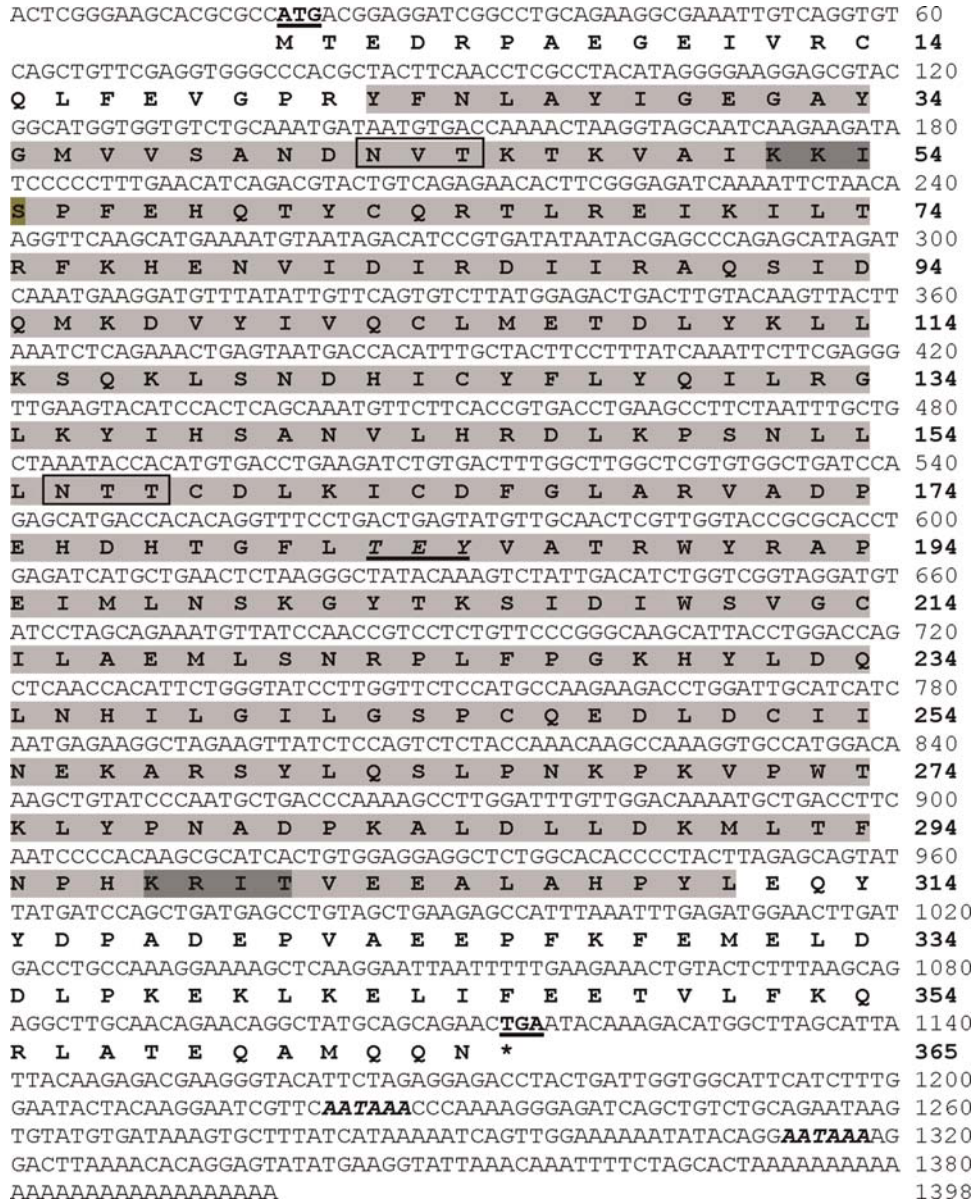 ACTCGGGAAGCACGCGCCATGACGGAGGATCGGCCTGCAGAAGGCGAAATTGTCAGGTGT 60
M T E D R P A E G E I V R C 14
CAGCTGTTCGAGGTGGGCCCACGCTACTTCAACCTCGCCTACATAGGGGAAGGAGCGTAC 120
Q L F E V G P R Y F N L A Y I G E G A Y 34
GGCATGGTGGTGTCTGCAAATGATAATGTGACCAAAACTAAGGTAGCAATCAAGAAGATA 180
G M V V S A N D N V T K T K V A I K K I 54
TCCCCCTTTGAACATCAGACGTACTGTCAGAGAACACTTCGGGAGATCAAAATTCTAACA 240
S P F E H Q T Y C Q R T L R E I K I L T 74
AGGTTCAAGCATGAAAATGTAATAGACATCCGTGATATAATACGAGCCCAGAGCATAGAT 300
R F K H E N V I D I R D I I R A Q S I D 94
CAAATGAAGGATGTTTATATTGTTCAGTGTCTTATGGAGACTGACTTGTACAAGTTACTT 360
Q M K D V Y I V Q C L M E T D L Y K L L 114
AAATCTCAGAAACTGAGTAATGACCACATTTGCTACTTCCTTTATCAAATTCTTCGAGGG 420
K S Q K L S N D H I C Y F L Y Q I L R G 134
TTGAAGTACATCCACTCAGCAAATGTTCTTCACCGTGACCTGAAGCCTTCTAATTTGCTG 480
L K Y I H S A N V L H R D L K P S N L L 154
CTAAATACCACATGTGACCTGAAGATCTGTGACTTTGGCTTGGCTCGTGTGGCTGATCCA 540
L N T T C D L K I C D F G L A R V A D P 174
GAGCATGACCACACAGGTTTCCTGACTGAGTATGTTGCAACTCGTTGGTACCGCGCACCT 600
E H D H T G F L T E Y V A T R W Y R A P 194
GAGATCATGCTGAACTCTAAGGGCTATACAAAGTCTATTGACATCTGGTCGGTAGGATGT 660
E I M L N S K G Y T K S I D I W S V G C 214
ATCCTAGCAGAAATGTTATCCAACCGTCCTCTGTTCCCGGGCAAGCATTACCTGGACCAG 720
I L A E M L S N R P L F P G K H Y L D Q 234
CTCAACCACATTCTGGGTATCCTTGGTTCTCCATGCCAAGAAGACCTGGATTGCATCATC 780
L N H I L G I L G S P C Q E D L D C I I 254
AATGAGAAGGCTAGAAGTTATCTCCAGTCTCTACCAAACAAGCCAAAGGTGCCATGGACA 840
N E K A R S Y L Q S L P N K P K V P W T 274
AAGCTGTATCCCAATGCTGACCCAAAAGCCTTGGATTTGTTGGACAAAATGCTGACCTTC 900
K L Y P N A D P K A L D L L D K M L T F 294
AATCCCCACAAGCGCATCACTGTGGAGGAGGCTCTGGCACACCCCTACTTAGAGCAGTAT 960
N P H K R I T V E E A L A H P Y L E Q Y 314
TATGATCCAGCTGATGAGCCTGTAGCTGAAGAGCCATTTAAATTTGAGATGGAACTTGAT 1020
Y D P A D E P V A E E P F K F E M E L D 334
GACCTGCCAAAGGAAAAGCTCAAGGAATTAATTTTTGAAGAAACTGTACTCTTTAAGCAG 1080
D L P K E K L K E L I F E E T V L F K Q 354
AGGCTTGCAACAGAACAGGCTATGCAGCAGAACTGAATACAAAGACATGGCTTAGCATTA 1140
R L A T E Q A M Q Q N * 365
TTACAAGAGACGAAGGGTACATTCTAGAGGAGACCTACTGATTGGTGGCATTCATCTTTG 1200
GAATACTACAAGGAATCGTTCAATAAACCCAAAAGGGAGATCAGCTGTCTGCAGAATAAG 1260
TGTATGTGATAAAGTGCTTTATCATAAAAATCAGTTGGAAAAAATATACAGGAATAAAAG 1320
GACTTAAAACACAGGAGTATATGAAGGTATTAAACAAATTTTCTAGCACTAAAAAAAAAA 1380
AAAAAAAAAAAAAAAAAA 1398